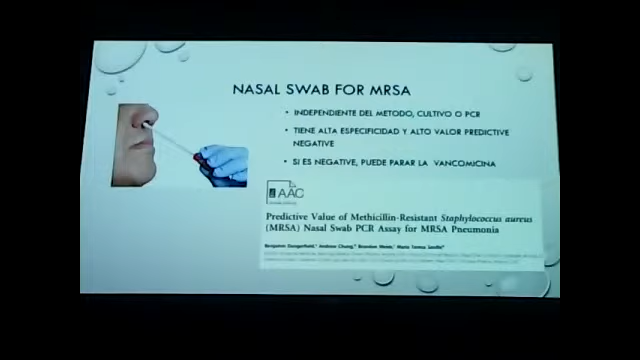 NASAL SWAB FOR MRSA
• INDEPENDIENTE DEL METODO, CULTIVO O PCR
• TIENE ALTA ESPECIFICIDAD Y ALTO VALOR PREDICTIVE
NEGATIVE
• SI ES NEGATIVE, PUEDE PARAR LA VANCOMICINA
AAC
Predictive Value of Methicillin-Resistant Staphylococcus aureus
(MRSA) Nasal Swab PCR Assay for MRSA Pneumonia